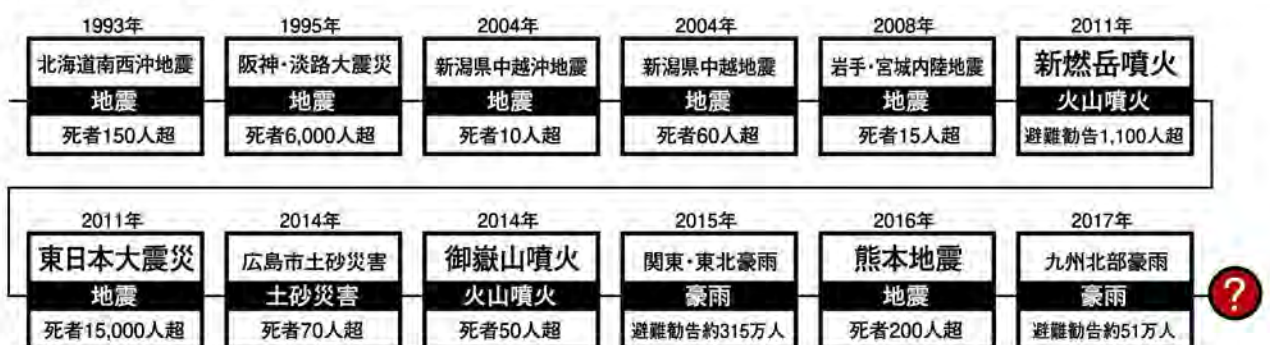 1993年 1995年 2004年 2004年 2008年 2011年
北海道南西沖地震 阪神・淡路大震災 新潟県中越沖地震 新潟県中越地震 岩手・宮城内陸地震 新燃岳噴火
地震 地震 地震 地震 地震 火山噴火
死者150人超 死者6,000人超 死者10人超 死者60人超 死者15人超 避難勧告1,100人超
2011年 2014年 2014年 2015年 2016年 2017年
東日本大震災 広島市土砂災害 御嶽山噴火 関東・東北豪雨 熊本地震 九州北部豪雨
地震 土砂災害 火山噴火 豪雨 地震 豪雨 ?
死者15,000人超 死者70人超 死者50人超 避難勧告約315万人 死者200人超 避難勧告約51万人